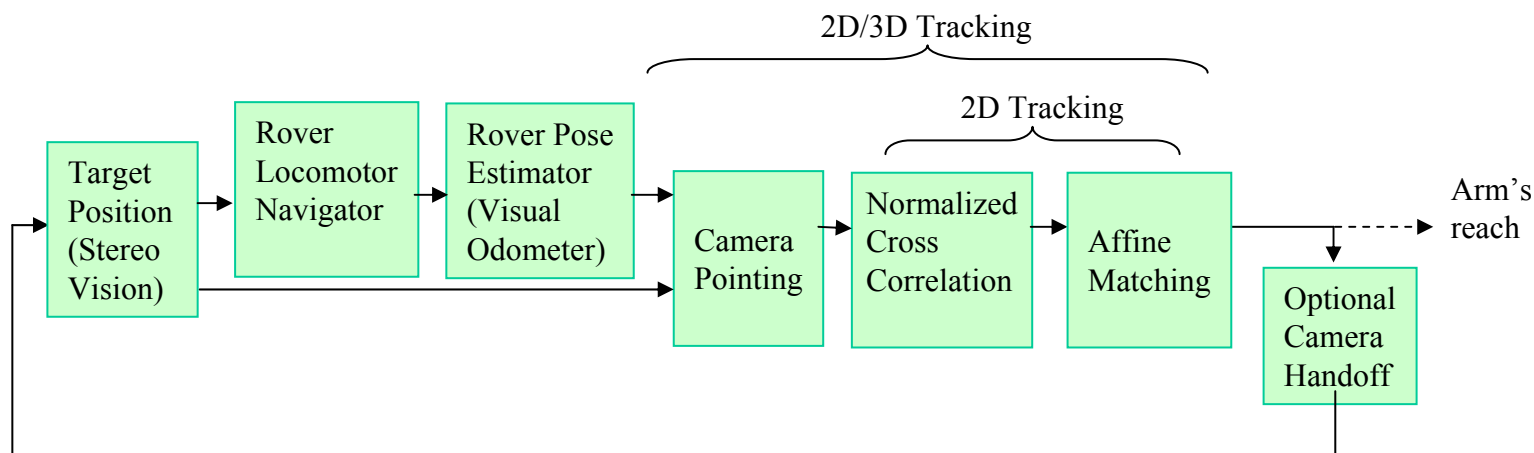 2D/3D Tracking
2D Tracking
Target
Position
(Stereo
Vision)
Rover
Locomotor
Navigator
Rover Pose
Estimator
(Visual
Odometer)
Camera
Pointing
Normalized
Cross
Correlation
Affine
Matching
Arm’s
reach
Optional
Camera
Handoff